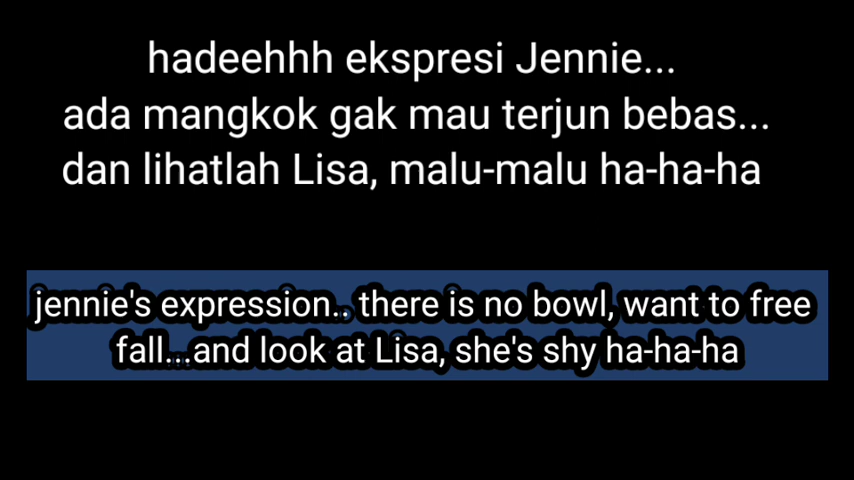 hadeehhh ekspresi Jennie...
ada mangkok gak mau terjun bebas...
dan lihatlah Lisa, malu-malu ha-ha-ha
jennie's expression.. there is no bowl, want to free
fall...and look at Lisa, she's shy ha-ha-ha